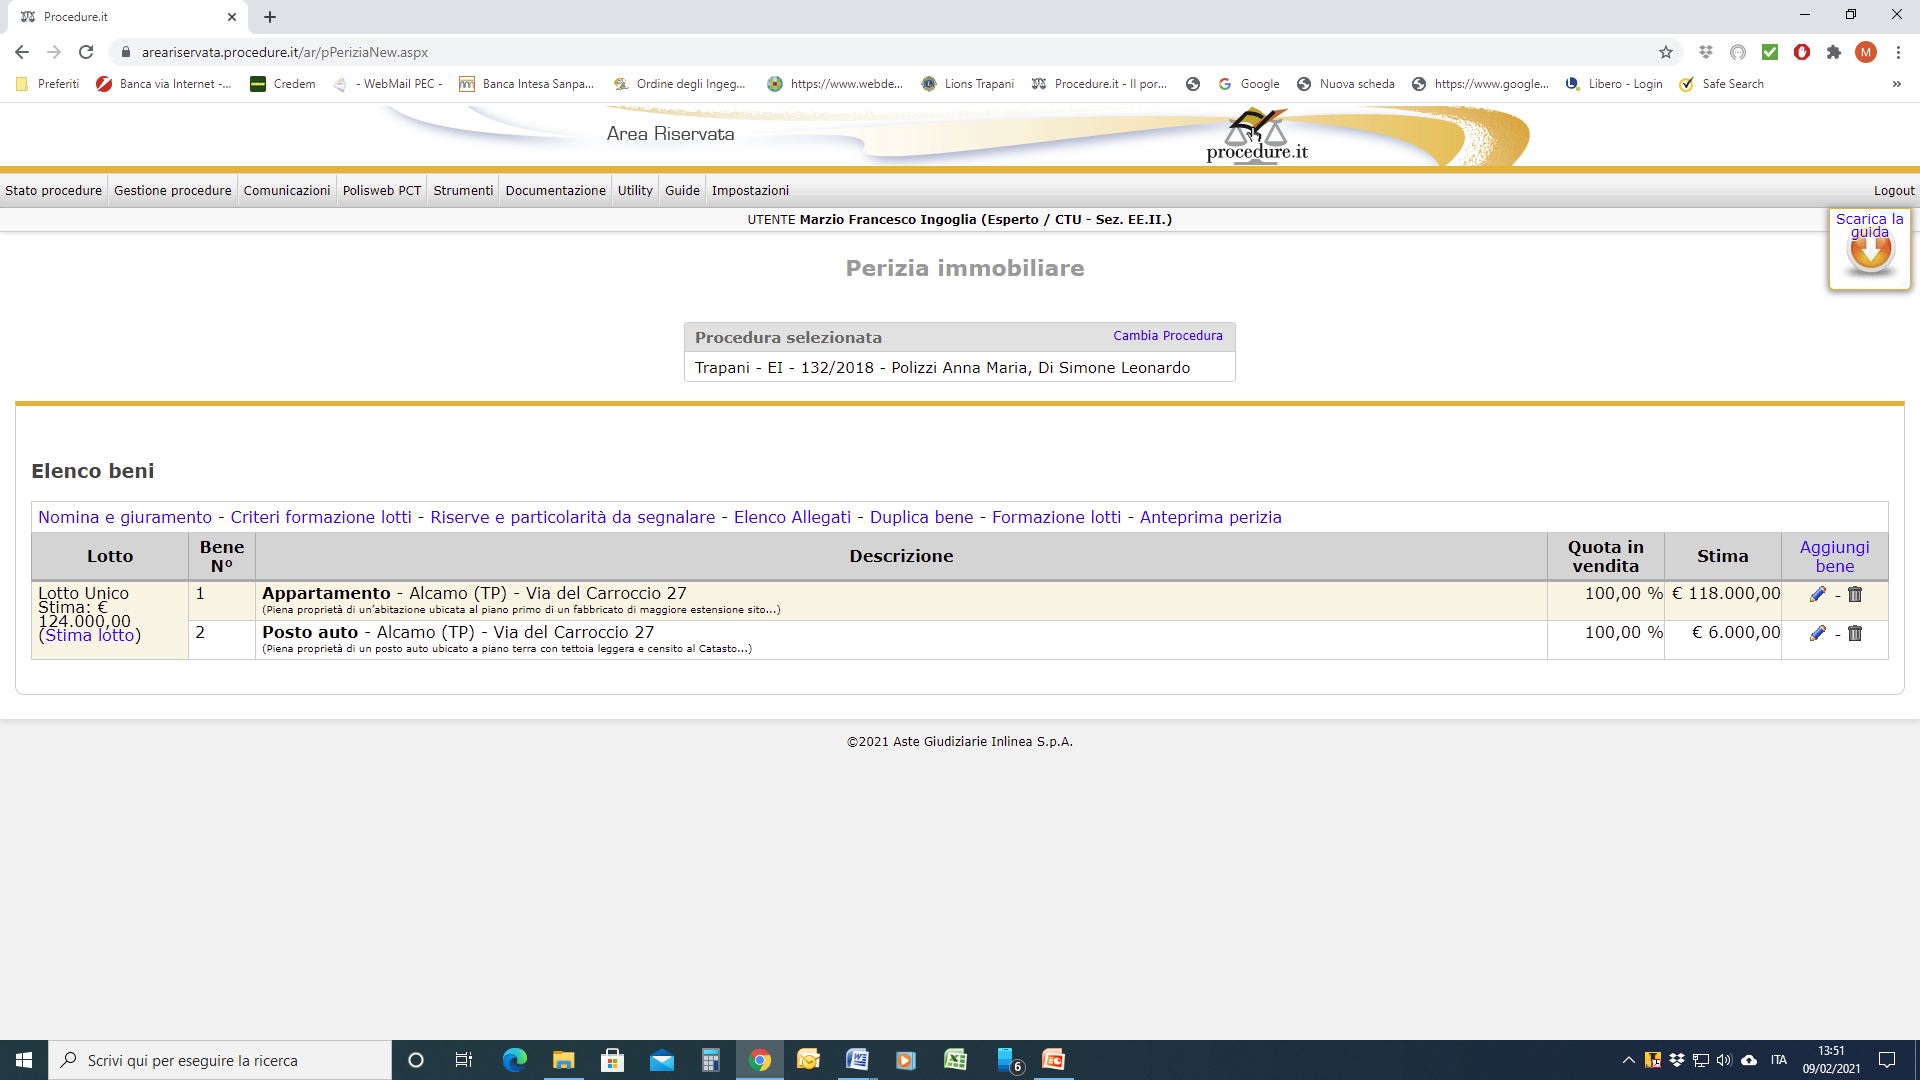 Procedure.it
areariservata.procedure.it/ar/pPeriziaNew.aspx
M
Preferiti
Banca via Internet -...
Credem
- WebMail PEC -
Banca Intesa Sanpa...
Ordine degli Ingeg...
https://www.webde...
Lions Trapani
Procedure.it - Il por...
Google
Nuova scheda
https://www.google...
Libero - Login
Safe Search
»
Area Riservata
procedure.it
Stato procedure
Gestione procedure
Comunicazioni
Polisweb PCT
Strumenti
Documentazione
Utility
Guide
Impostazioni
Logout
UTENTE Marzio Francesco Ingoglia (Esperto / CTU - Sez. EE.II.)
Scarica la
guida
Perizia immobiliare
Procedura selezionata
Cambia Procedura
Trapani - EI - 132/2018 - Polizzi Anna Maria, Di Simone Leonardo
Elenco beni
Nomina e giuramento - Criteri formazione lotti - Riserve e particolarità da segnalare - Elenco Allegati - Duplica bene - Formazione lotti - Anteprima perizia
Lotto
Bene
N°
Descrizione
Quota in
vendita
Stima
Aggiungi
bene
Lotto Unico
Stima: €
124.000,00
(Stima lotto)
1
Appartamento - Alcamo (TP) - Via del Carroccio 27
(Piena proprietà di un'abitazione ubicata al piano primo di un fabbricato di maggiore estensione sito...)
100,00 %
€ 118.000,00
-
2
Posto auto - Alcamo (TP) - Via del Carroccio 27
(Piena proprietà di un posto auto ubicato a piano terra con tettoia leggera e censito al Catasto...)
100,00 %
€ 6.000,00
-
©2021 Aste Giudiziarie Inlinea S.p.A.
Scrivi qui per eseguire la ricerca
6
ITA
13:51
09/02/2021